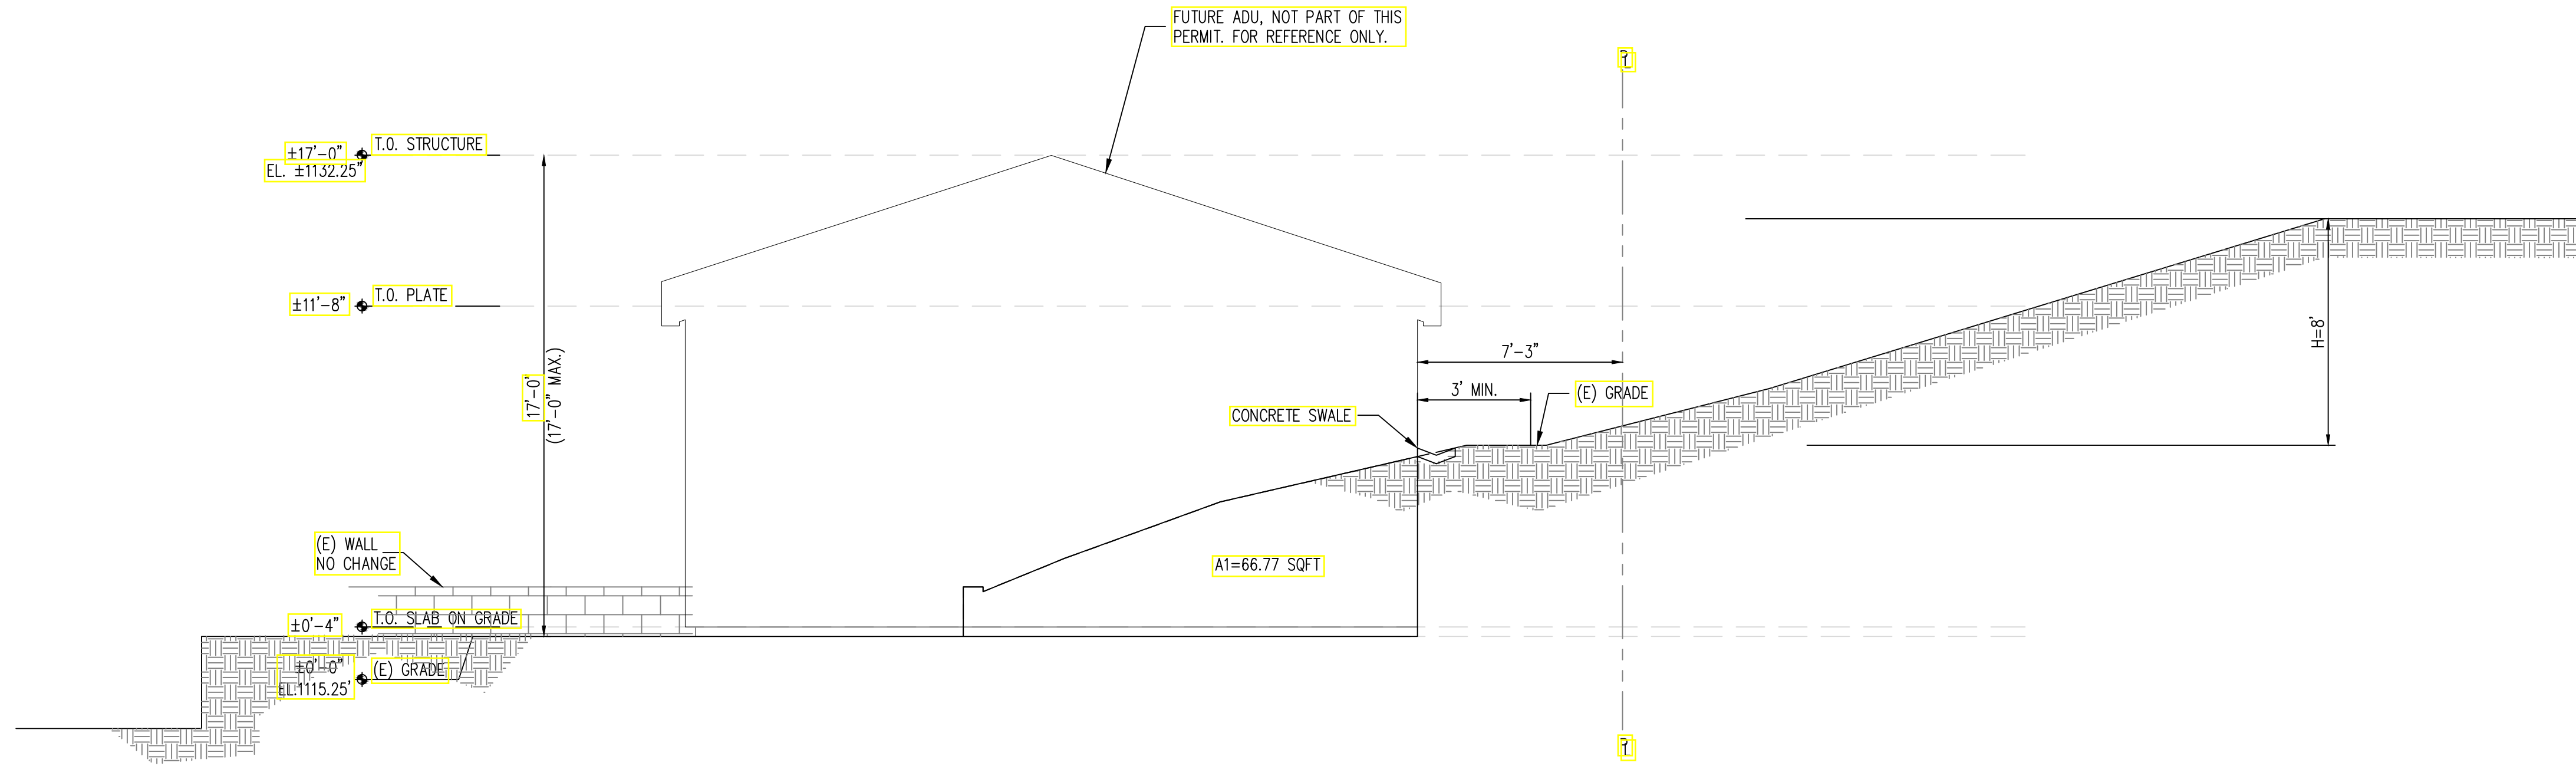 FUTURE ADU, NOT PART OF THIS
PERMIT. FOR REFERENCE ONLY.
PL
±17'-0"
T.O. STRUCTURE
EL. ±1132.25"
±11'-8"
T.O. PLATE
17'-0'
(17'-0" MAX.)
7'-3"
3' MIN.
(E) GRADE
CONCRETE SWALE
H=8'
(E) WALL
NO CHANGE
A1=66.77 SQFT
±0'-4"
T.O. SLAB ON GRADE
±0'-0"
EL.1115.25'
(E) GRADE
PL